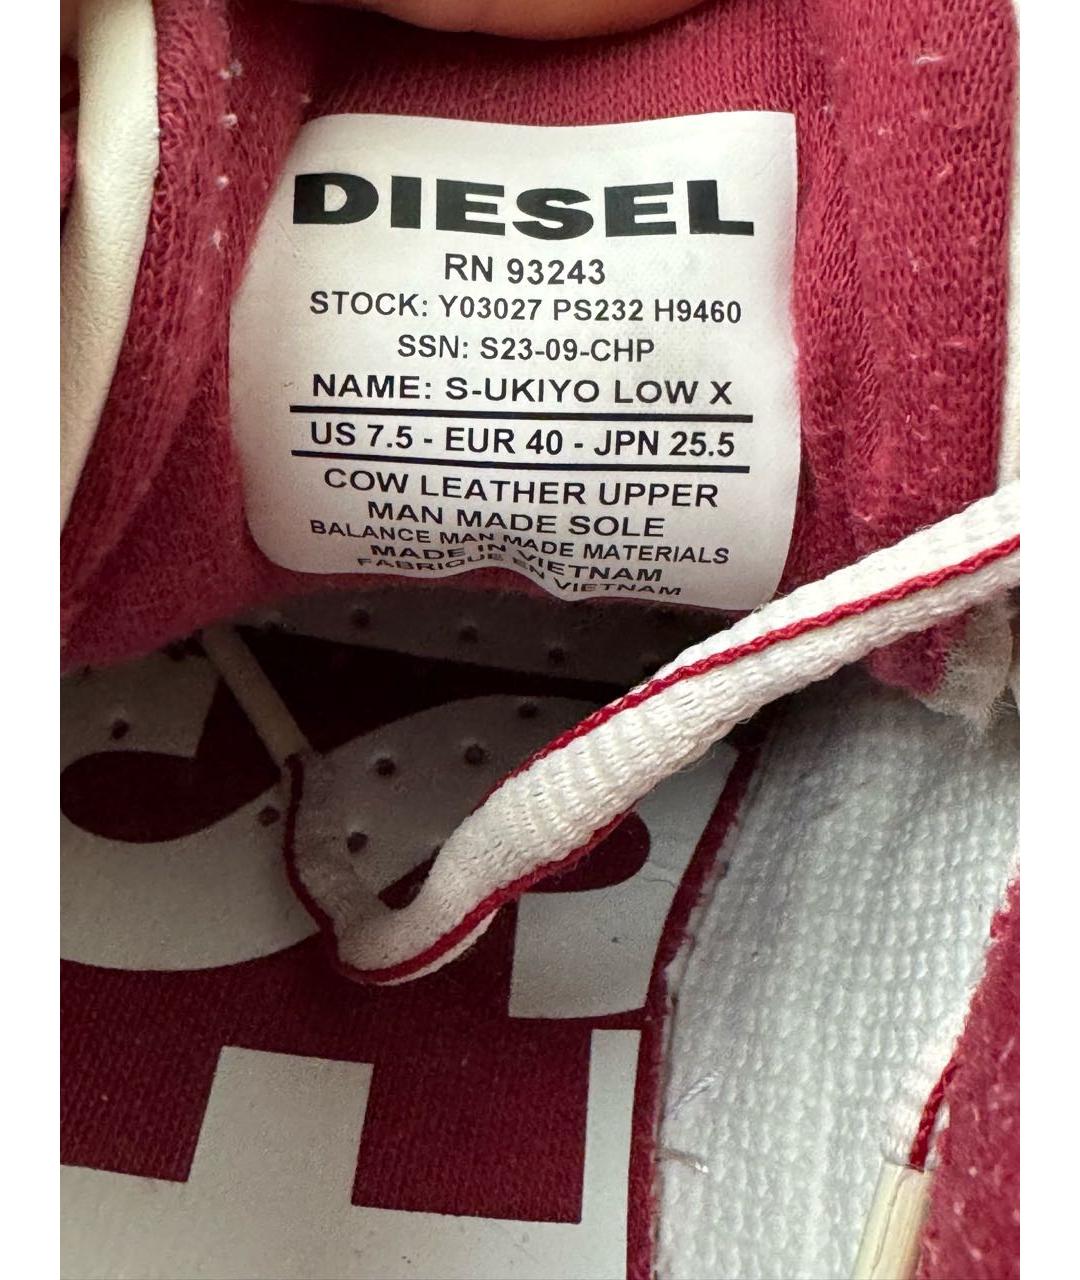 DIESEL
RN 93243
STOCK: Y03027 PS232 H9460
SSN: S23-09-CHP
NAME: S-UKIYO LOW X
US 7.5 - EUR 40 - JPN 25.5
COW LEATHER UPPER
MAN MADE SOLE
BALANCE MAN MADE MATERIALS
MADE IN VIETNAM
FABRIQUE EN VIETNAM